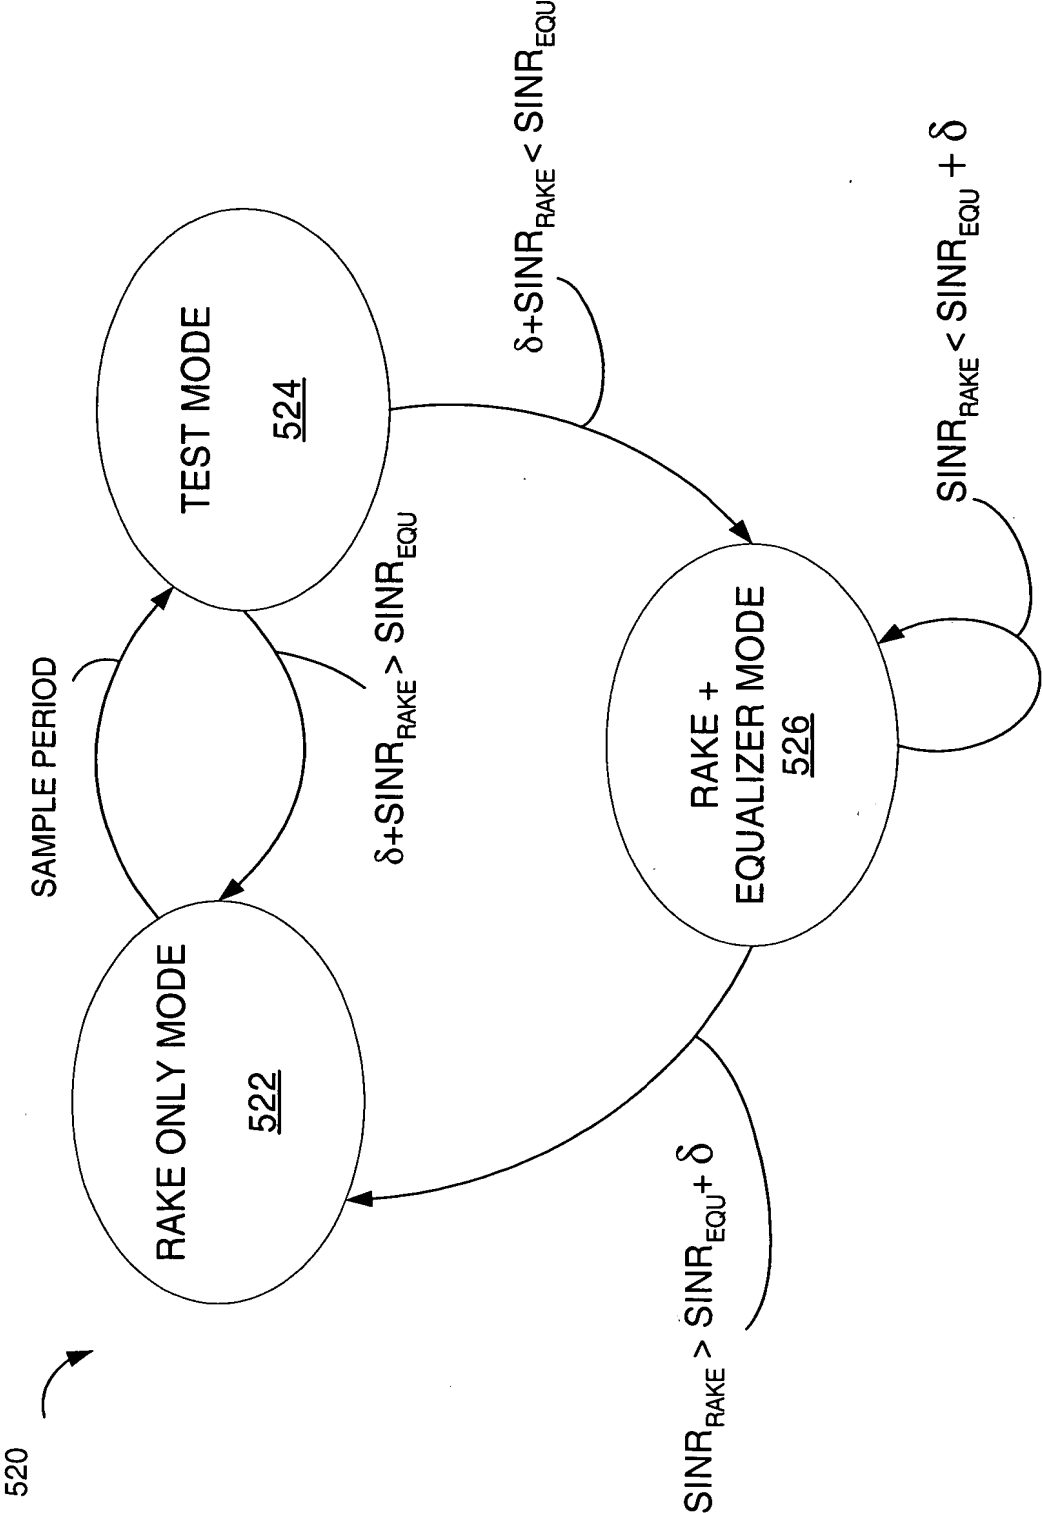 520
SAMPLE PERIOD
RAKE ONLY MODE
522
TEST MODE
524
δ+SINR_RAKE > SINR_EQU
δ+SINR_RAKE < SINR_EQU
RAKE +
EQUALIZER MODE
526
SINR_RAKE > SINR_EQU + δ
SINR_RAKE < SINR_EQU + δ